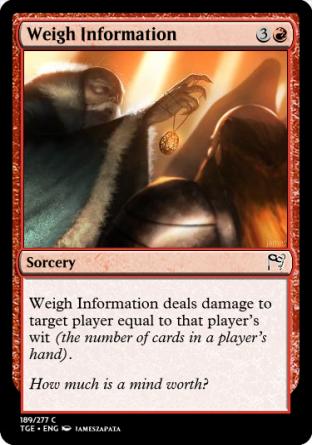 Weigh Information 3
Sorcery
Weigh Information deals damage to
target player equal to that player's
wit (the number of cards in a player's
hand).
How much is a mind worth?
189/277 C
TGE • ENG JAMESZAPATA